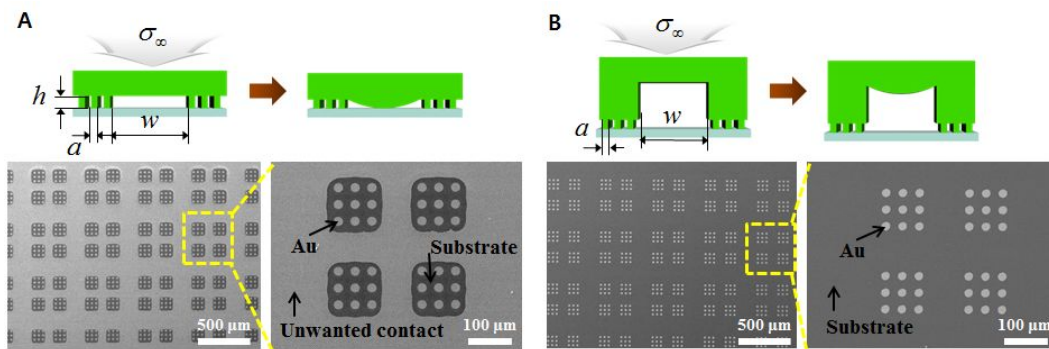 A
σ∞
h
a
w
Au
Substrate
Unwanted contact
500 μm
100 μm
B
σ∞
a
w
Au
Substrate
500 μm
100 μm